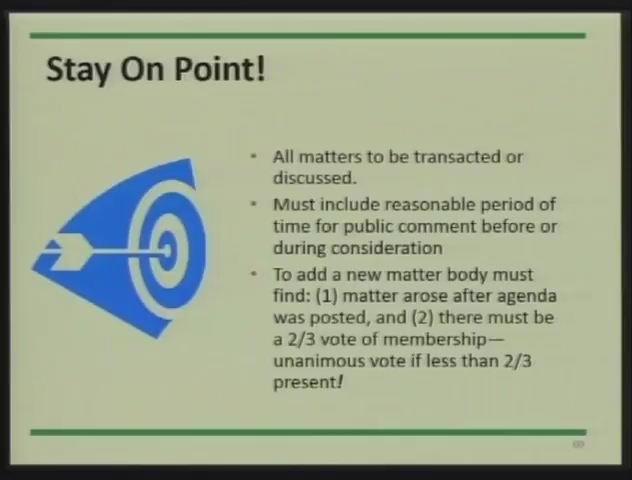 Stay On Point!
• All matters to be transacted or
discussed.
• Must include reasonable period of
time for public comment before or
during consideration
• To add a new matter body must
find: (1) matter arose after agenda
was posted, and (2) there must be
a 2/3 vote of membership—
unanimous vote if less than 2/3
present!